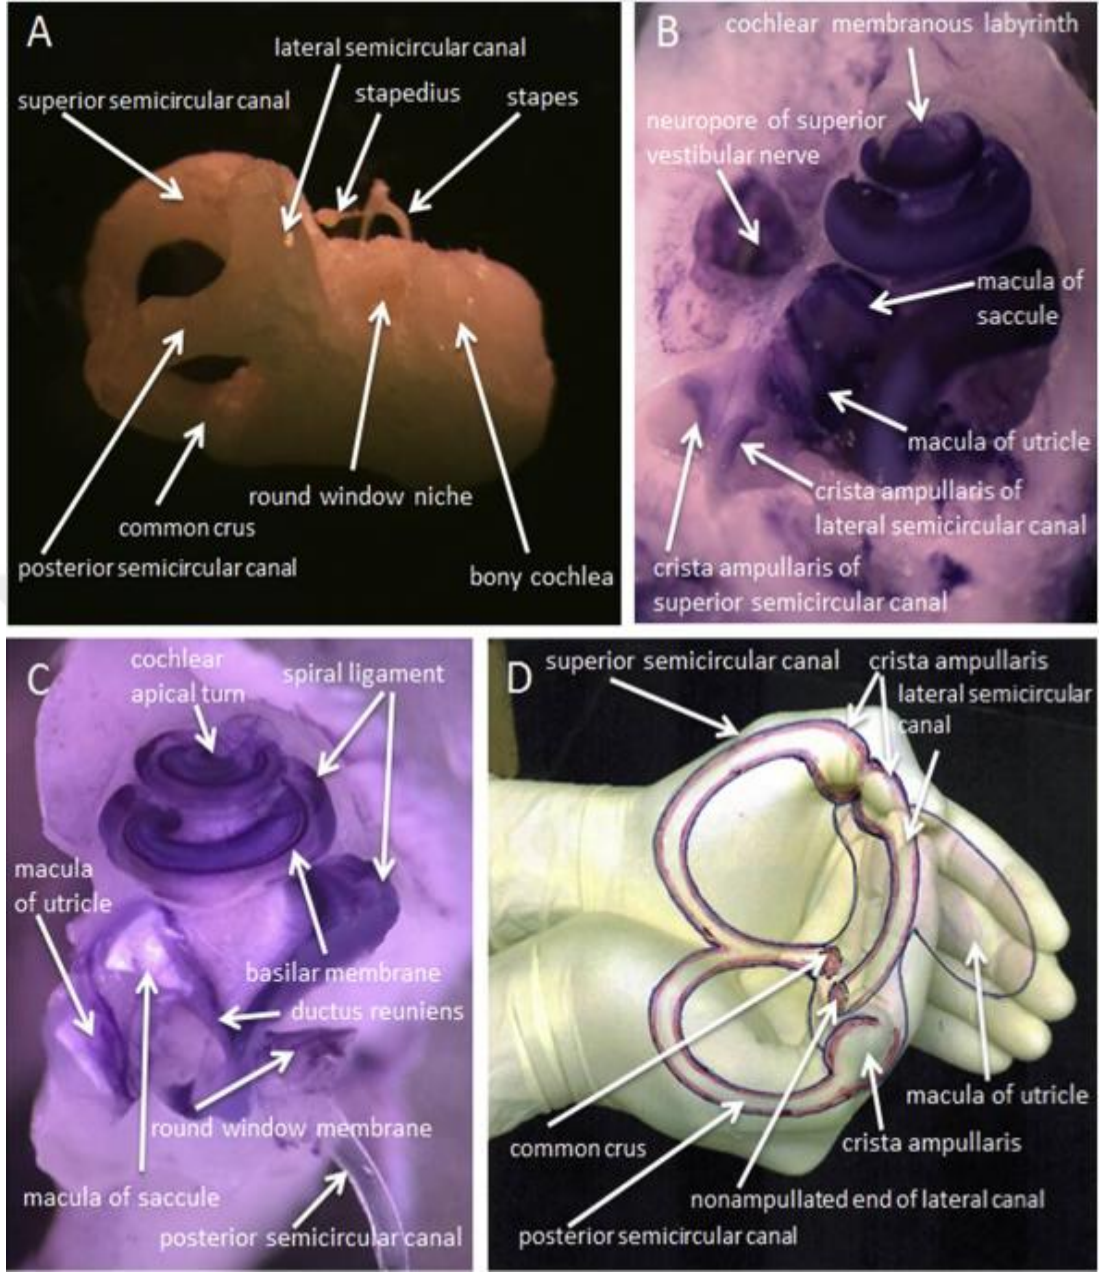 A
lateral semicircular canal
superior semicircular canal
stapedius
stapes
round window niche
common crus
posterior semicircular canal
bony cochlea
B
cochlear membranous labyrinth
neuropore of superior
vestibular nerve
macula of
saccule
macula of utricle
crista ampullaris of
lateral semicircular canal
crista ampullaris of
superior semicircular canal
C
cochlear
apical turn
spiral ligament
macula
of utricle
basilar membrane
ductus reuniens
round window membrane
macula of saccule
posterior semicircular canal
D
superior semicircular canal
crista ampullaris
lateral semicircular
canal
macula of utricle
common crus
crista ampullaris
nonampullated end of lateral canal
posterior semicircular canal